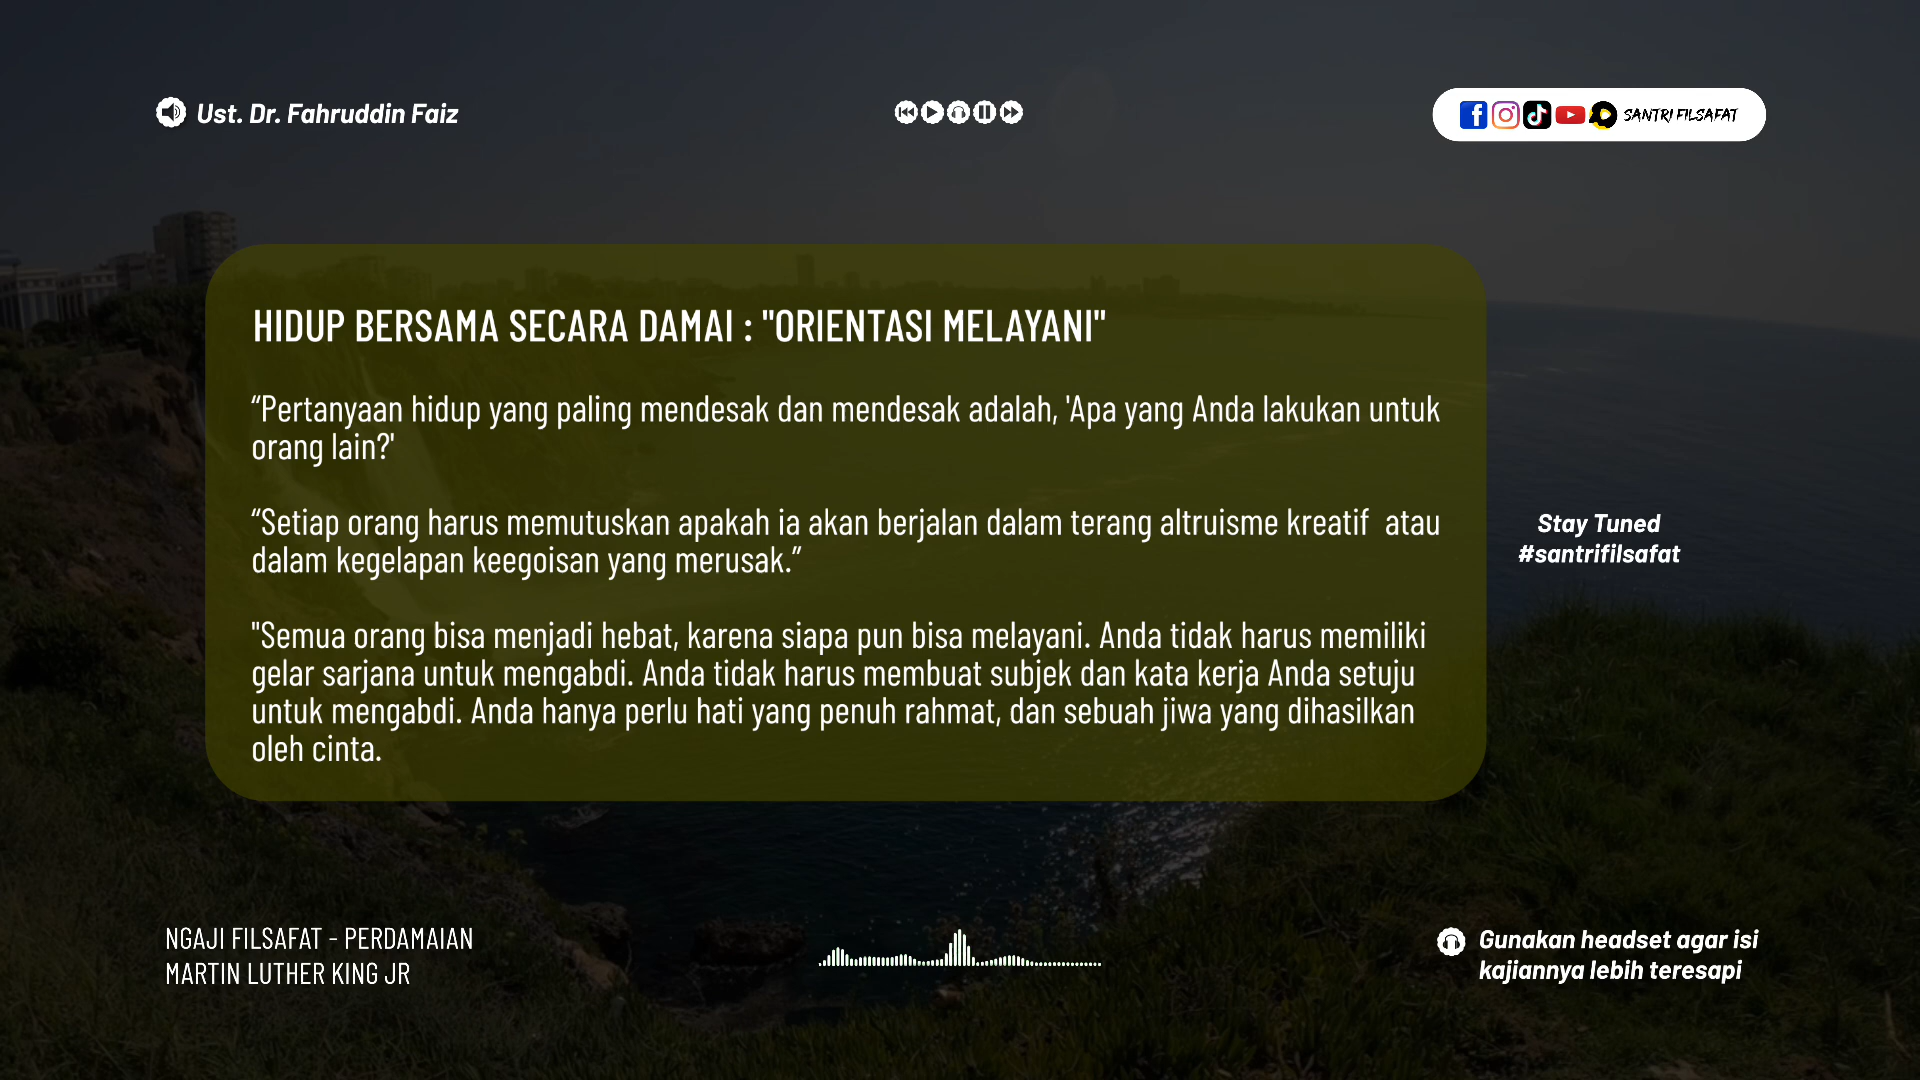 Ust. Dr. Fahruddin Faiz
SANTRI FILSAFAT
HIDUP BERSAMA SECARA DAMAI : "ORIENTASI MELAYANI"
“Pertanyaan hidup yang paling mendesak dan mendesak adalah, 'Apa yang Anda lakukan untuk
orang lain?'
“Setiap orang harus memutuskan apakah ia akan berjalan dalam terang altruisme kreatif  atau
dalam kegelapan keegoisan yang merusak.”
"Semua orang bisa menjadi hebat, karena siapa pun bisa melayani. Anda tidak harus memiliki
gelar sarjana untuk mengabdi. Anda tidak harus membuat subjek dan kata kerja Anda setuju
untuk mengabdi. Anda hanya perlu hati yang penuh rahmat, dan sebuah jiwa yang dihasilkan
oleh cinta.
Stay Tuned
#santrifilsafat
NGAJI FILSAFAT - PERDAMAIAN
MARTIN LUTHER KING JR
Gunakan headset agar isi
kajiannya lebih teresapi